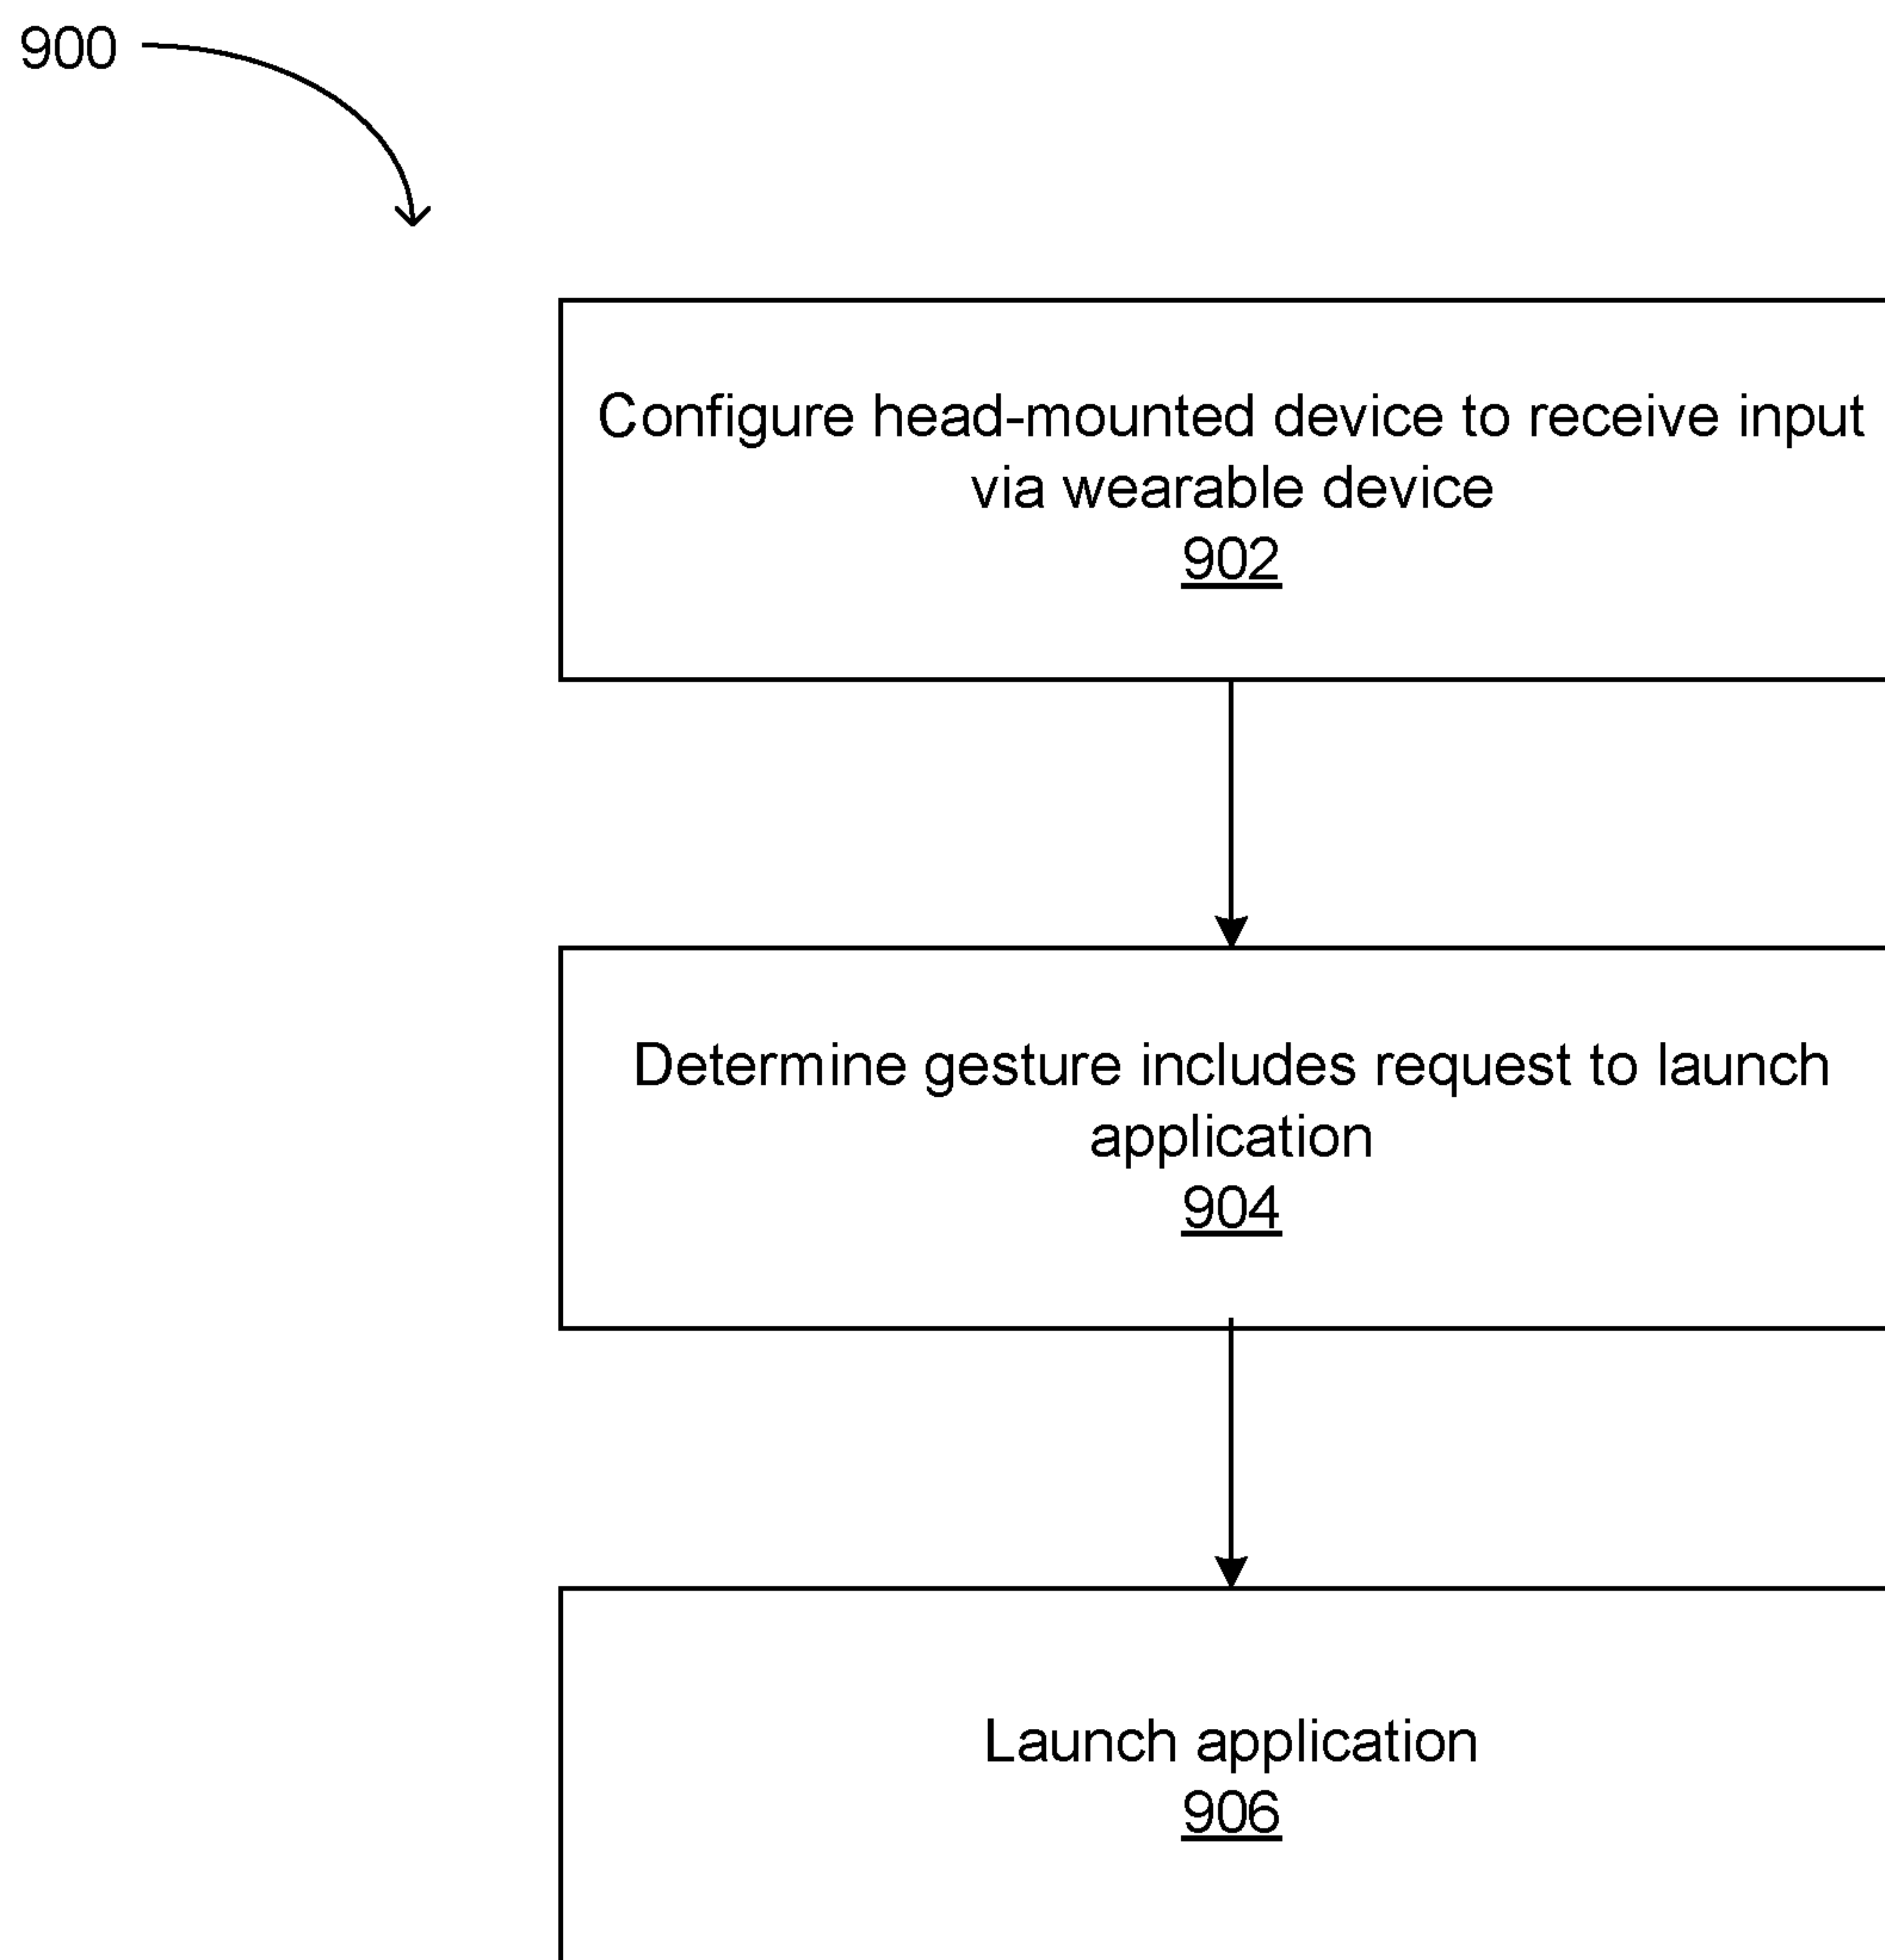 900
Configure head-mounted device to receive input
via wearable device
902
Determine gesture includes request to launch
application
904
Launch application
906